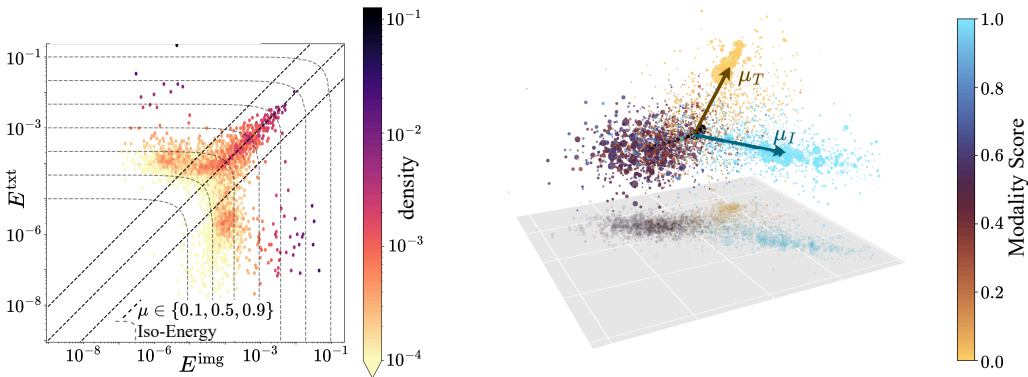 10⁻¹
10⁻³
10⁻⁶
10⁻⁸
E^txt
μ ∈ {0.1, 0.5, 0.9}
Iso-Energy
10⁻⁸
10⁻⁶
10⁻³
10⁻¹
E^img
10⁻¹
10⁻²
10⁻³
10⁻⁴
density
μ_T
μ_I
1.0
0.8
0.6
0.4
0.2
0.0
Modality Score